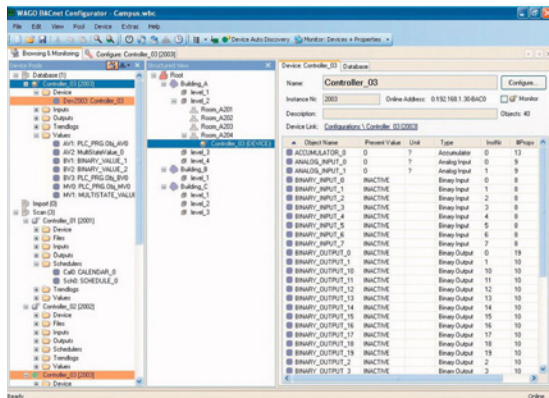 WAGO BACnet Configurator - Campus.wbc
File Edit View Pool Device Extras Help
Device Auto Discovery Monitor: Devices + Properties
Browsing & Monitoring Configure: Controller_03 [2003]
Device Pools
Database (1)
Controller_03 [2003]
Device
Dev2003: Controller_03
Inputs
Outputs
Trendlogs
Values
AV1: PLC_PRG.Obj_AV0
AV2: MultiStateValue_0
BV1: BINARY_VALUE_1
BV2: BINARY_VALUE_2
BV3: PLC_PRG.Obj_BV0
MV0: PLC_PRG.Obj_MV0
MV1: MULTISTATE_VALUE
Import (0)
Scan (3)
Controller_01 [2001]
Device
Files
Inputs
Outputs
Schedulers
Cal0: CALENDAR_0
Sch0: SCHEDULE_0
Trendlogs
Values
Controller_02 [2002]
Device
Files
Inputs
Outputs
Schedulers
Trendlogs
Values
Controller_03 [2003]
Device
Structured View
Root
Building_A
level_1
level_2
Room_A201
Room_A202
Room_A203
Room_A204
Controller_03 (DEVICE)
level_3
level_4
Building_B
level_1
Building_C
level_1
level_2
level_3
Device: Controller_03 Database
Name: Controller_03 Configure...
Instance Nr: 2003 Online Address: 0.192.168.1.30-BAC0 Monitor
Description: Objects: 40
Device Link: Configurations \ Controller_03 [2003]
Object Name Present Value Unit Type InstNr #Props
ACCUMULATOR_0 0 ? Accumulator 0 13
ANALOG_INPUT_0 0 ? Analog Input 0 9
ANALOG_INPUT_1 0 ? Analog Input 1 9
BINARY_INPUT_0 INACTIVE Binary Input 0 8
BINARY_INPUT_1 INACTIVE Binary Input 1 8
BINARY_INPUT_2 INACTIVE Binary Input 2 8
BINARY_INPUT_3 INACTIVE Binary Input 3 8
BINARY_INPUT_4 INACTIVE Binary Input 4 8
BINARY_INPUT_5 INACTIVE Binary Input 5 8
BINARY_INPUT_6 INACTIVE Binary Input 6 8
BINARY_INPUT_7 INACTIVE Binary Input 7 8
BINARY_OUTPUT_0 INACTIVE Binary Output 0 19
BINARY_OUTPUT_1 INACTIVE Binary Output 1 10
BINARY_OUTPUT_10 INACTIVE Binary Output 10 10
BINARY_OUTPUT_11 INACTIVE Binary Output 11 10
BINARY_OUTPUT_12 INACTIVE Binary Output 12 10
BINARY_OUTPUT_13 INACTIVE Binary Output 13 10
BINARY_OUTPUT_14 INACTIVE Binary Output 14 10
BINARY_OUTPUT_15 INACTIVE Binary Output 15 10
BINARY_OUTPUT_16 INACTIVE Binary Output 16 10
BINARY_OUTPUT_17 INACTIVE Binary Output 17 10
BINARY_OUTPUT_18 INACTIVE Binary Output 18 10
BINARY_OUTPUT_19 INACTIVE Binary Output 19 10
BINARY_OUTPUT_2 INACTIVE Binary Output 2 10
BINARY_OUTPUT_3 INACTIVE Binary Output 3 10
Ready Online